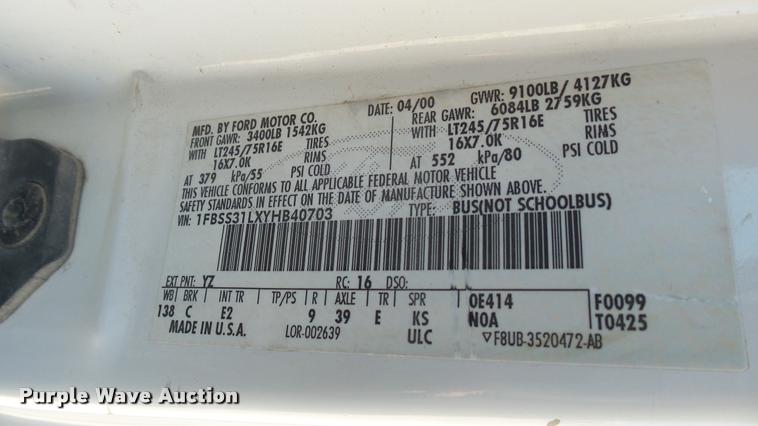 MFD. BY FORD MOTOR CO.
DATE: 04/00
GVWR: 9100LB/ 4127KG
FRONT GAWR: 3400LB 1542KG
REAR GAWR: 6084LB 2759KG
WITH LT245/75R16E TIRES
WITH LT245/75R16E TIRES
16X7.0K RIMS
16X7.0K RIMS
AT 379 kPa/55 PSI COLD
AT 552 kPa/80 PSI COLD
THIS VEHICLE CONFORMS TO ALL APPLICABLE FEDERAL MOTOR VEHICLE
SAFETY STANDARDS IN EFFECT ON THE DATE OF MANUFACTURE SHOWN ABOVE.
VIN: 1FBSS31LXYHB40703
TYPE: BUS(NOT SCHOOLBUS)
EXT PNT: YZ RC: 16 DSO:
WB BRK INT TR TP/PS R AXLE TR SPR
138 C E2 9 39 E KS
0E414 F0099
N0A T0425
MADE IN U.S.A. LOR-002639 ULC
▽F8UB-3520472-AB
Purple Wave Auction